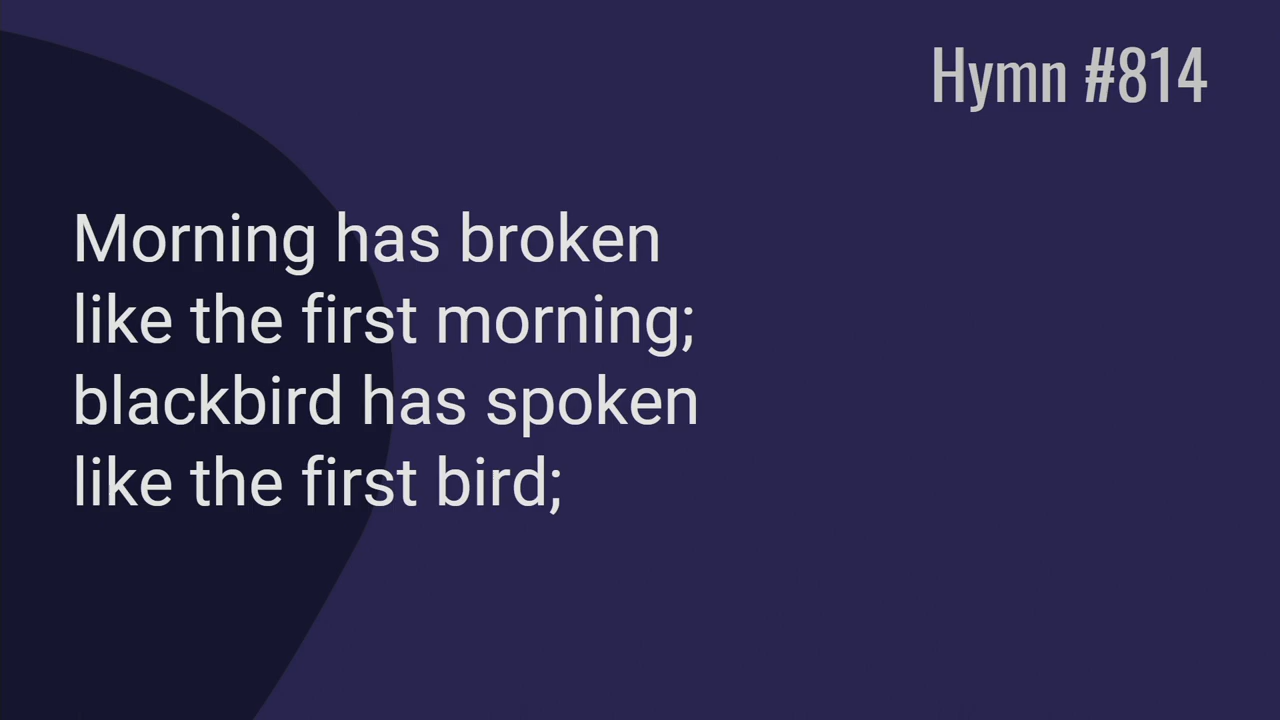 Hymn #814
Morning has broken
like the first morning;
blackbird has spoken
like the first bird;